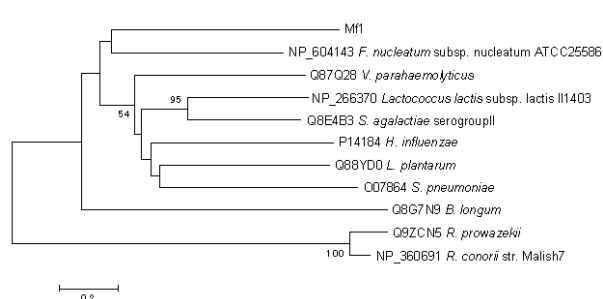 Mf1
NP_604143 F. nucleatum subsp. nucleatum ATCC25586
Q87Q28 V. parahaemolyticus
95
NP_266370 Lactococcus lactis subsp. lactis Il1403
54
Q8E4B3 S. agalactiae serogroupII
P14184 H. influenzae
Q88YD0 L. plantarum
O07864 S. pneumoniae
Q8G7N9 B. longum
Q9ZCN5 R. prowazekii
100
NP_360691 R. conorii str. Malish7
0.2